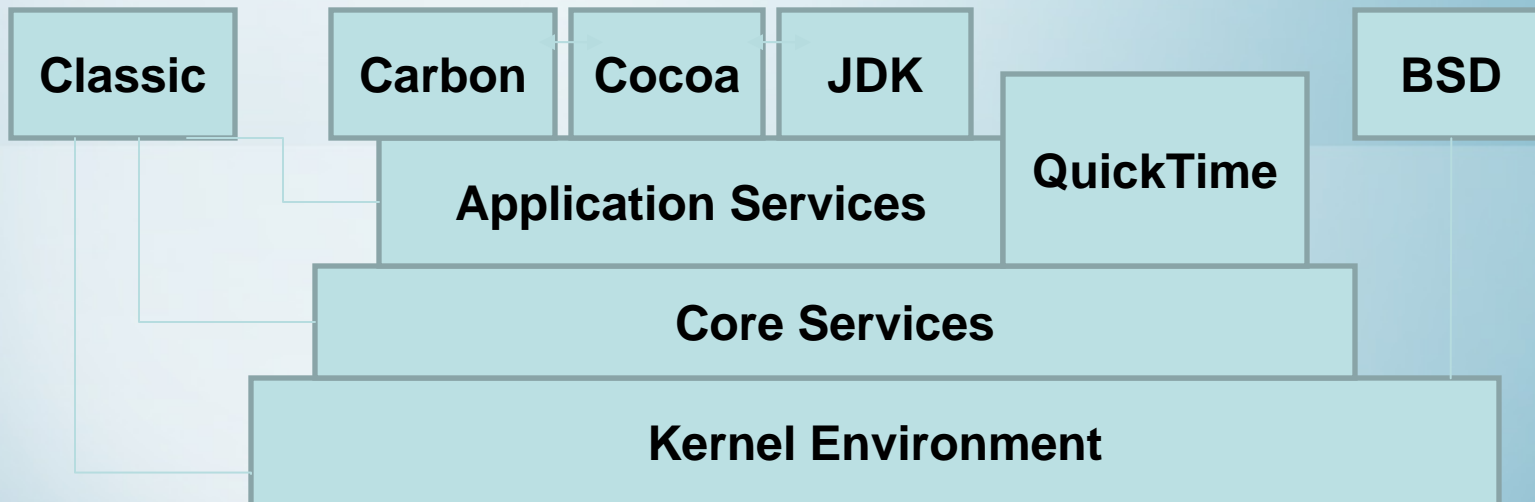 Classic
Carbon
Cocoa
JDK
BSD
QuickTime
Application Services
Core Services
Kernel Environment